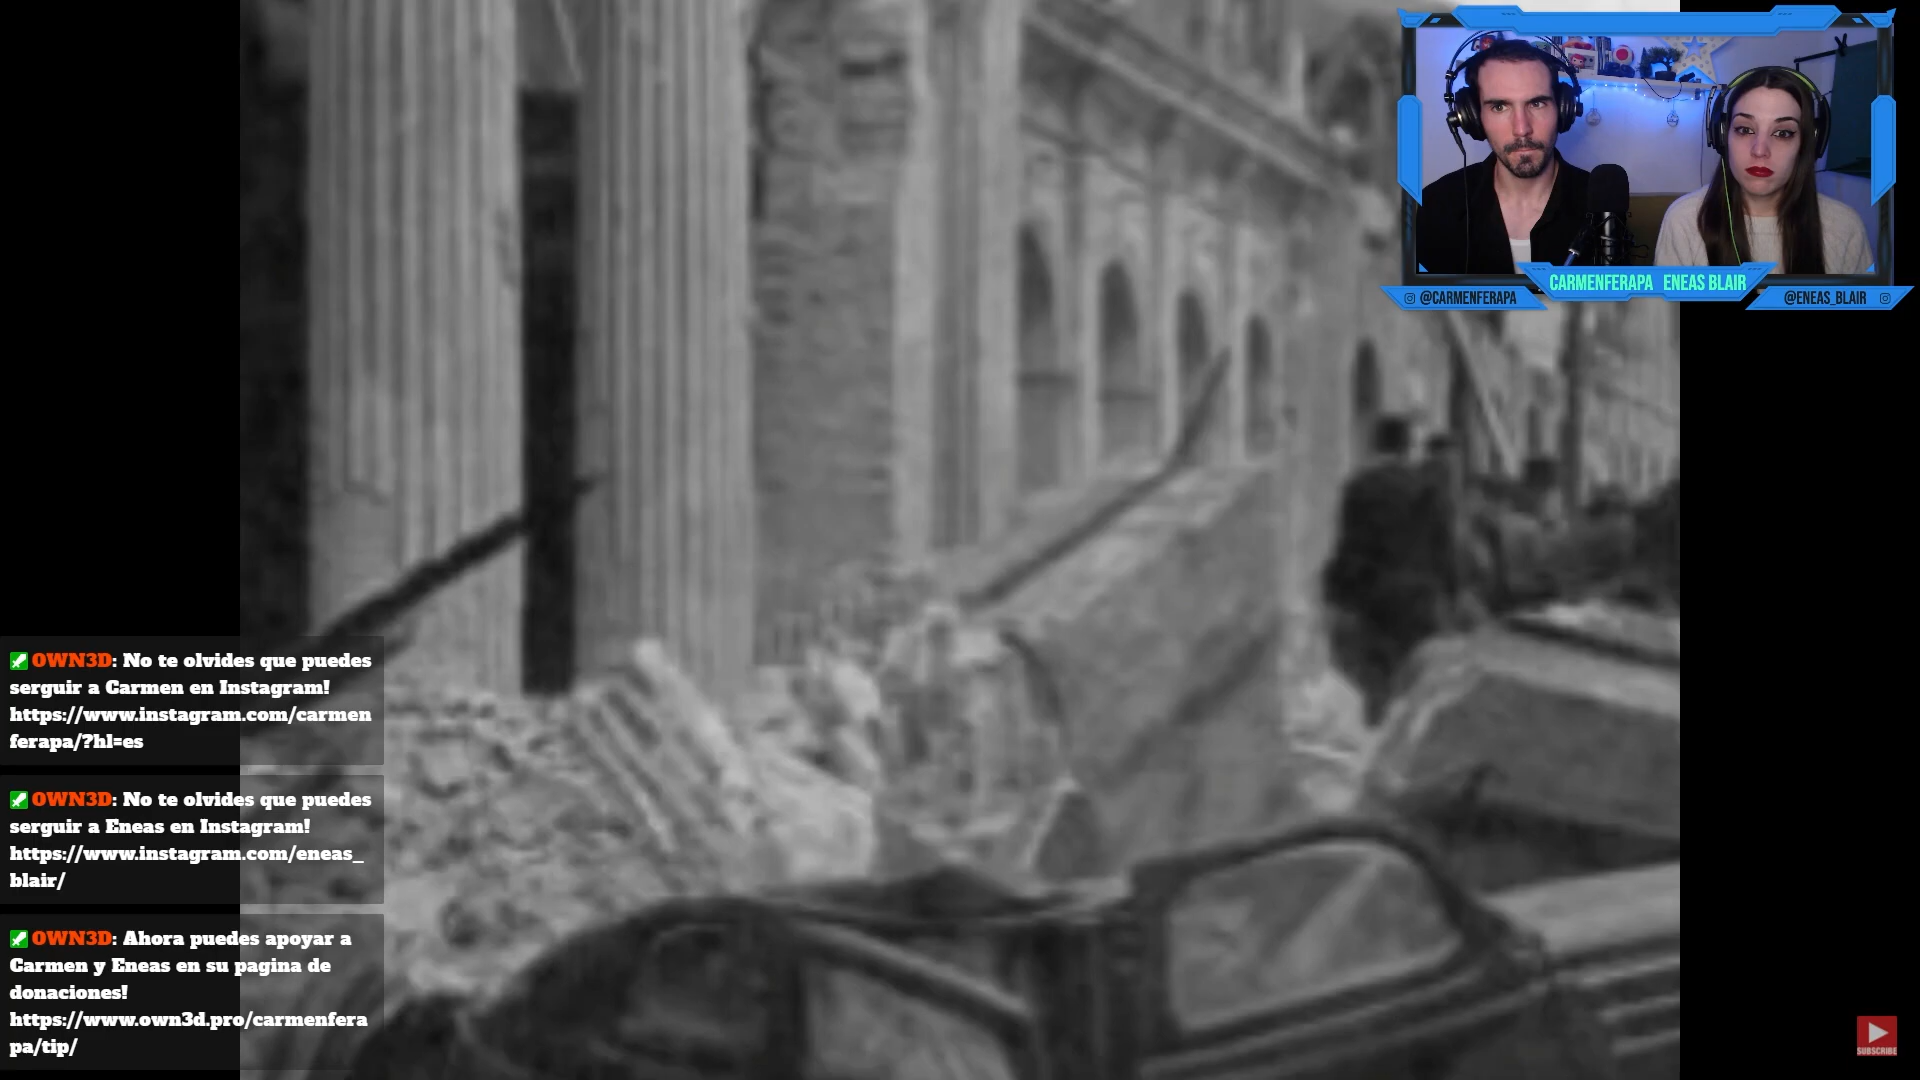 CARMENFERAPA ENEAS BLAIR
@CARMENFERAPA
@ENEAS_BLAIR
OWN3D: No te olvides que puedes
serguir a Carmen en Instagram!
https://www.instagram.com/carmen
ferapa/?hl=es
OWN3D: No te olvides que puedes
serguir a Eneas en Instagram!
https://www.instagram.com/eneas_
blair/
OWN3D: Ahora puedes apoyar a
Carmen y Eneas en su pagina de
donaciones!
https://www.own3d.pro/carmenfera
pa/tip/
SUBSCRIBE